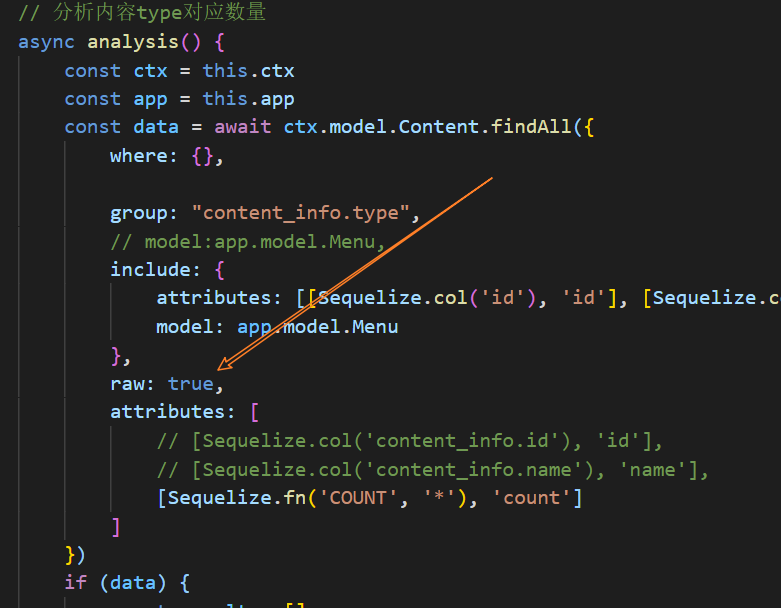 // 分析内容type对应数量
async analysis() {
const ctx = this.ctx
const app = this.app
const data = await ctx.model.Content.findAll({
where: {},
group: "content_info.type",
// model:app.model.Menu,
include: {
attributes: [[Sequelize.col('id'), 'id'], [Sequelize.c
model: app.model.Menu
},
raw: true,
attributes: [
// [Sequelize.col('content_info.id'), 'id'],
// [Sequelize.col('content_info.name'), 'name'],
[Sequelize.fn('COUNT', '*'), 'count']
]
})
if (data) {